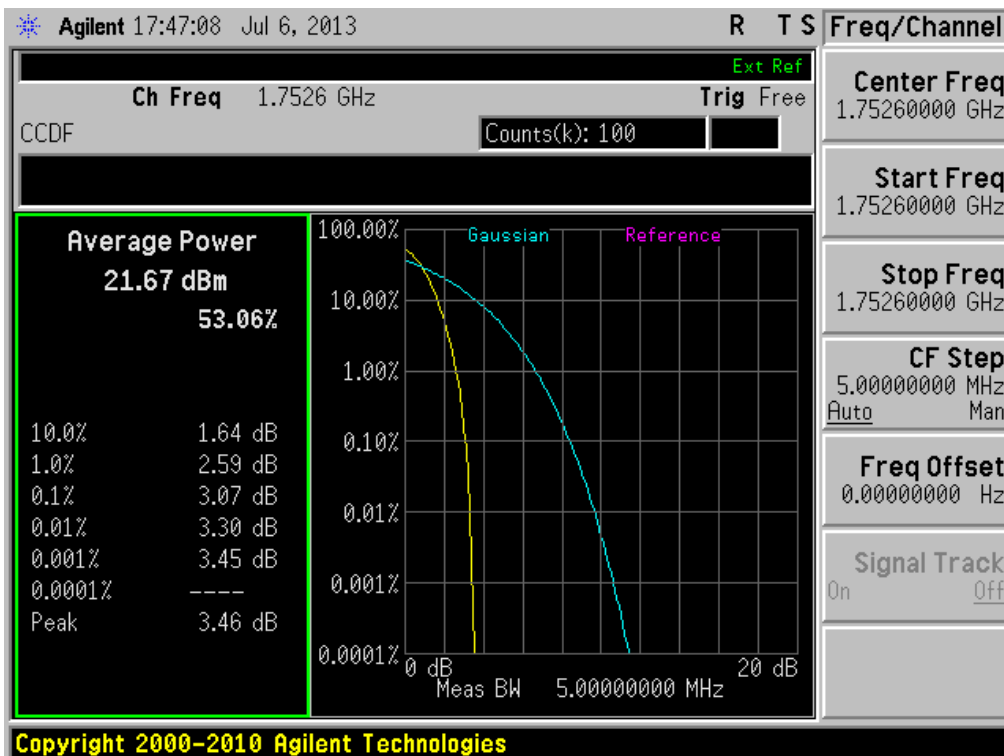 Agilent 17:47:08 Jul 6, 2013 R T S
Ext Ref
Ch Freq 1.7526 GHz Trig Free
CCDF Counts(k): 100
Average Power
21.67 dBm
53.06%
10.0% 1.64 dB
1.0% 2.59 dB
0.1% 3.07 dB
0.01% 3.30 dB
0.001% 3.45 dB
0.0001% ----
Peak 3.46 dB
Gaussian Reference
100.00%
10.00%
1.00%
0.10%
0.01%
0.001%
0.0001%
0 dB 20 dB
Meas BW 5.00000000 MHz
Freq/Channel
Center Freq
1.75260000 GHz
Start Freq
1.75260000 GHz
Stop Freq
1.75260000 GHz
CF Step
5.00000000 MHz
Auto Man
Freq Offset
0.00000000 Hz
Signal Track
On Off
Copyright 2000-2010 Agilent Technologies